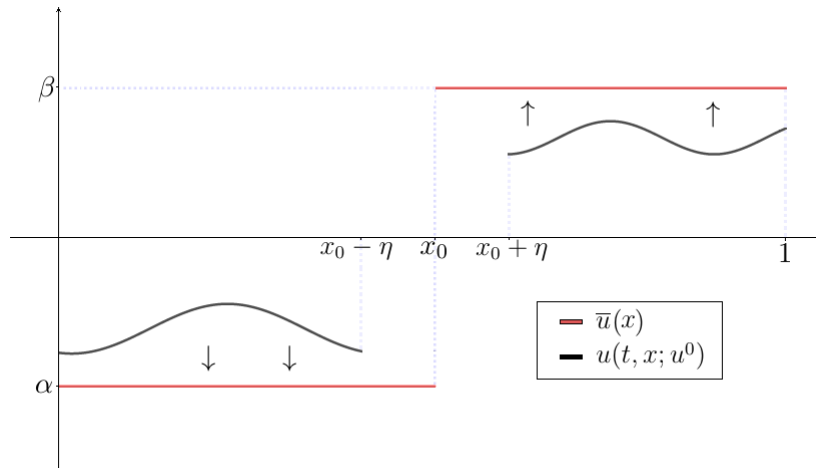 β
x₀ − η x₀ x₀ + η 1
α
u̅(x)
u(t, x; u⁰)